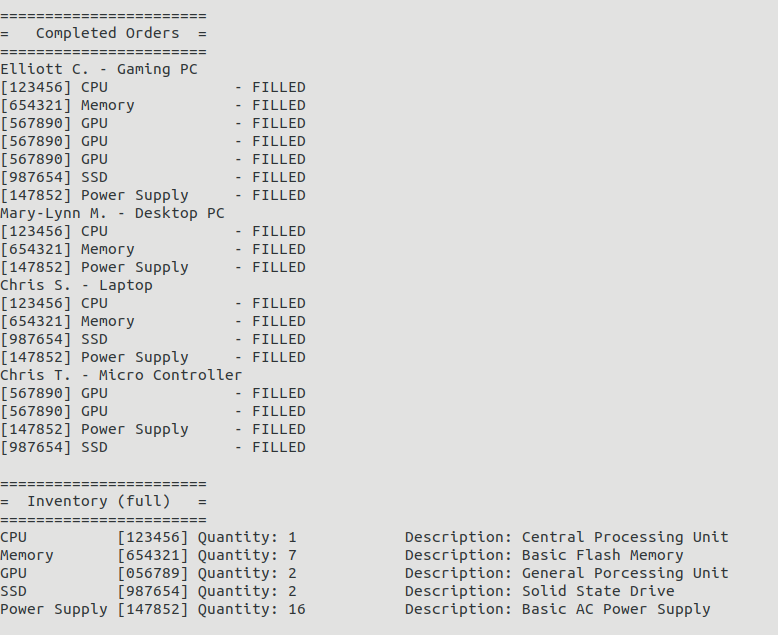 =======================
=   Completed Orders  =
=======================
Elliott C. - Gaming PC
[123456] CPU              - FILLED
[654321] Memory           - FILLED
[567890] GPU              - FILLED
[567890] GPU              - FILLED
[567890] GPU              - FILLED
[987654] SSD              - FILLED
[147852] Power Supply     - FILLED
Mary-Lynn M. - Desktop PC
[123456] CPU              - FILLED
[654321] Memory           - FILLED
[147852] Power Supply     - FILLED
Chris S. - Laptop
[123456] CPU              - FILLED
[654321] Memory           - FILLED
[987654] SSD              - FILLED
[147852] Power Supply     - FILLED
Chris T. - Micro Controller
[567890] GPU              - FILLED
[567890] GPU              - FILLED
[147852] Power Supply     - FILLED
[987654] SSD              - FILLED

=======================
=  Inventory (full)   =
=======================
CPU          [123456] Quantity: 1            Description: Central Processing Unit
Memory       [654321] Quantity: 7            Description: Basic Flash Memory
GPU          [056789] Quantity: 2            Description: General Porcessing Unit
SSD          [987654] Quantity: 2            Description: Solid State Drive
Power Supply [147852] Quantity: 16           Description: Basic AC Power Supply